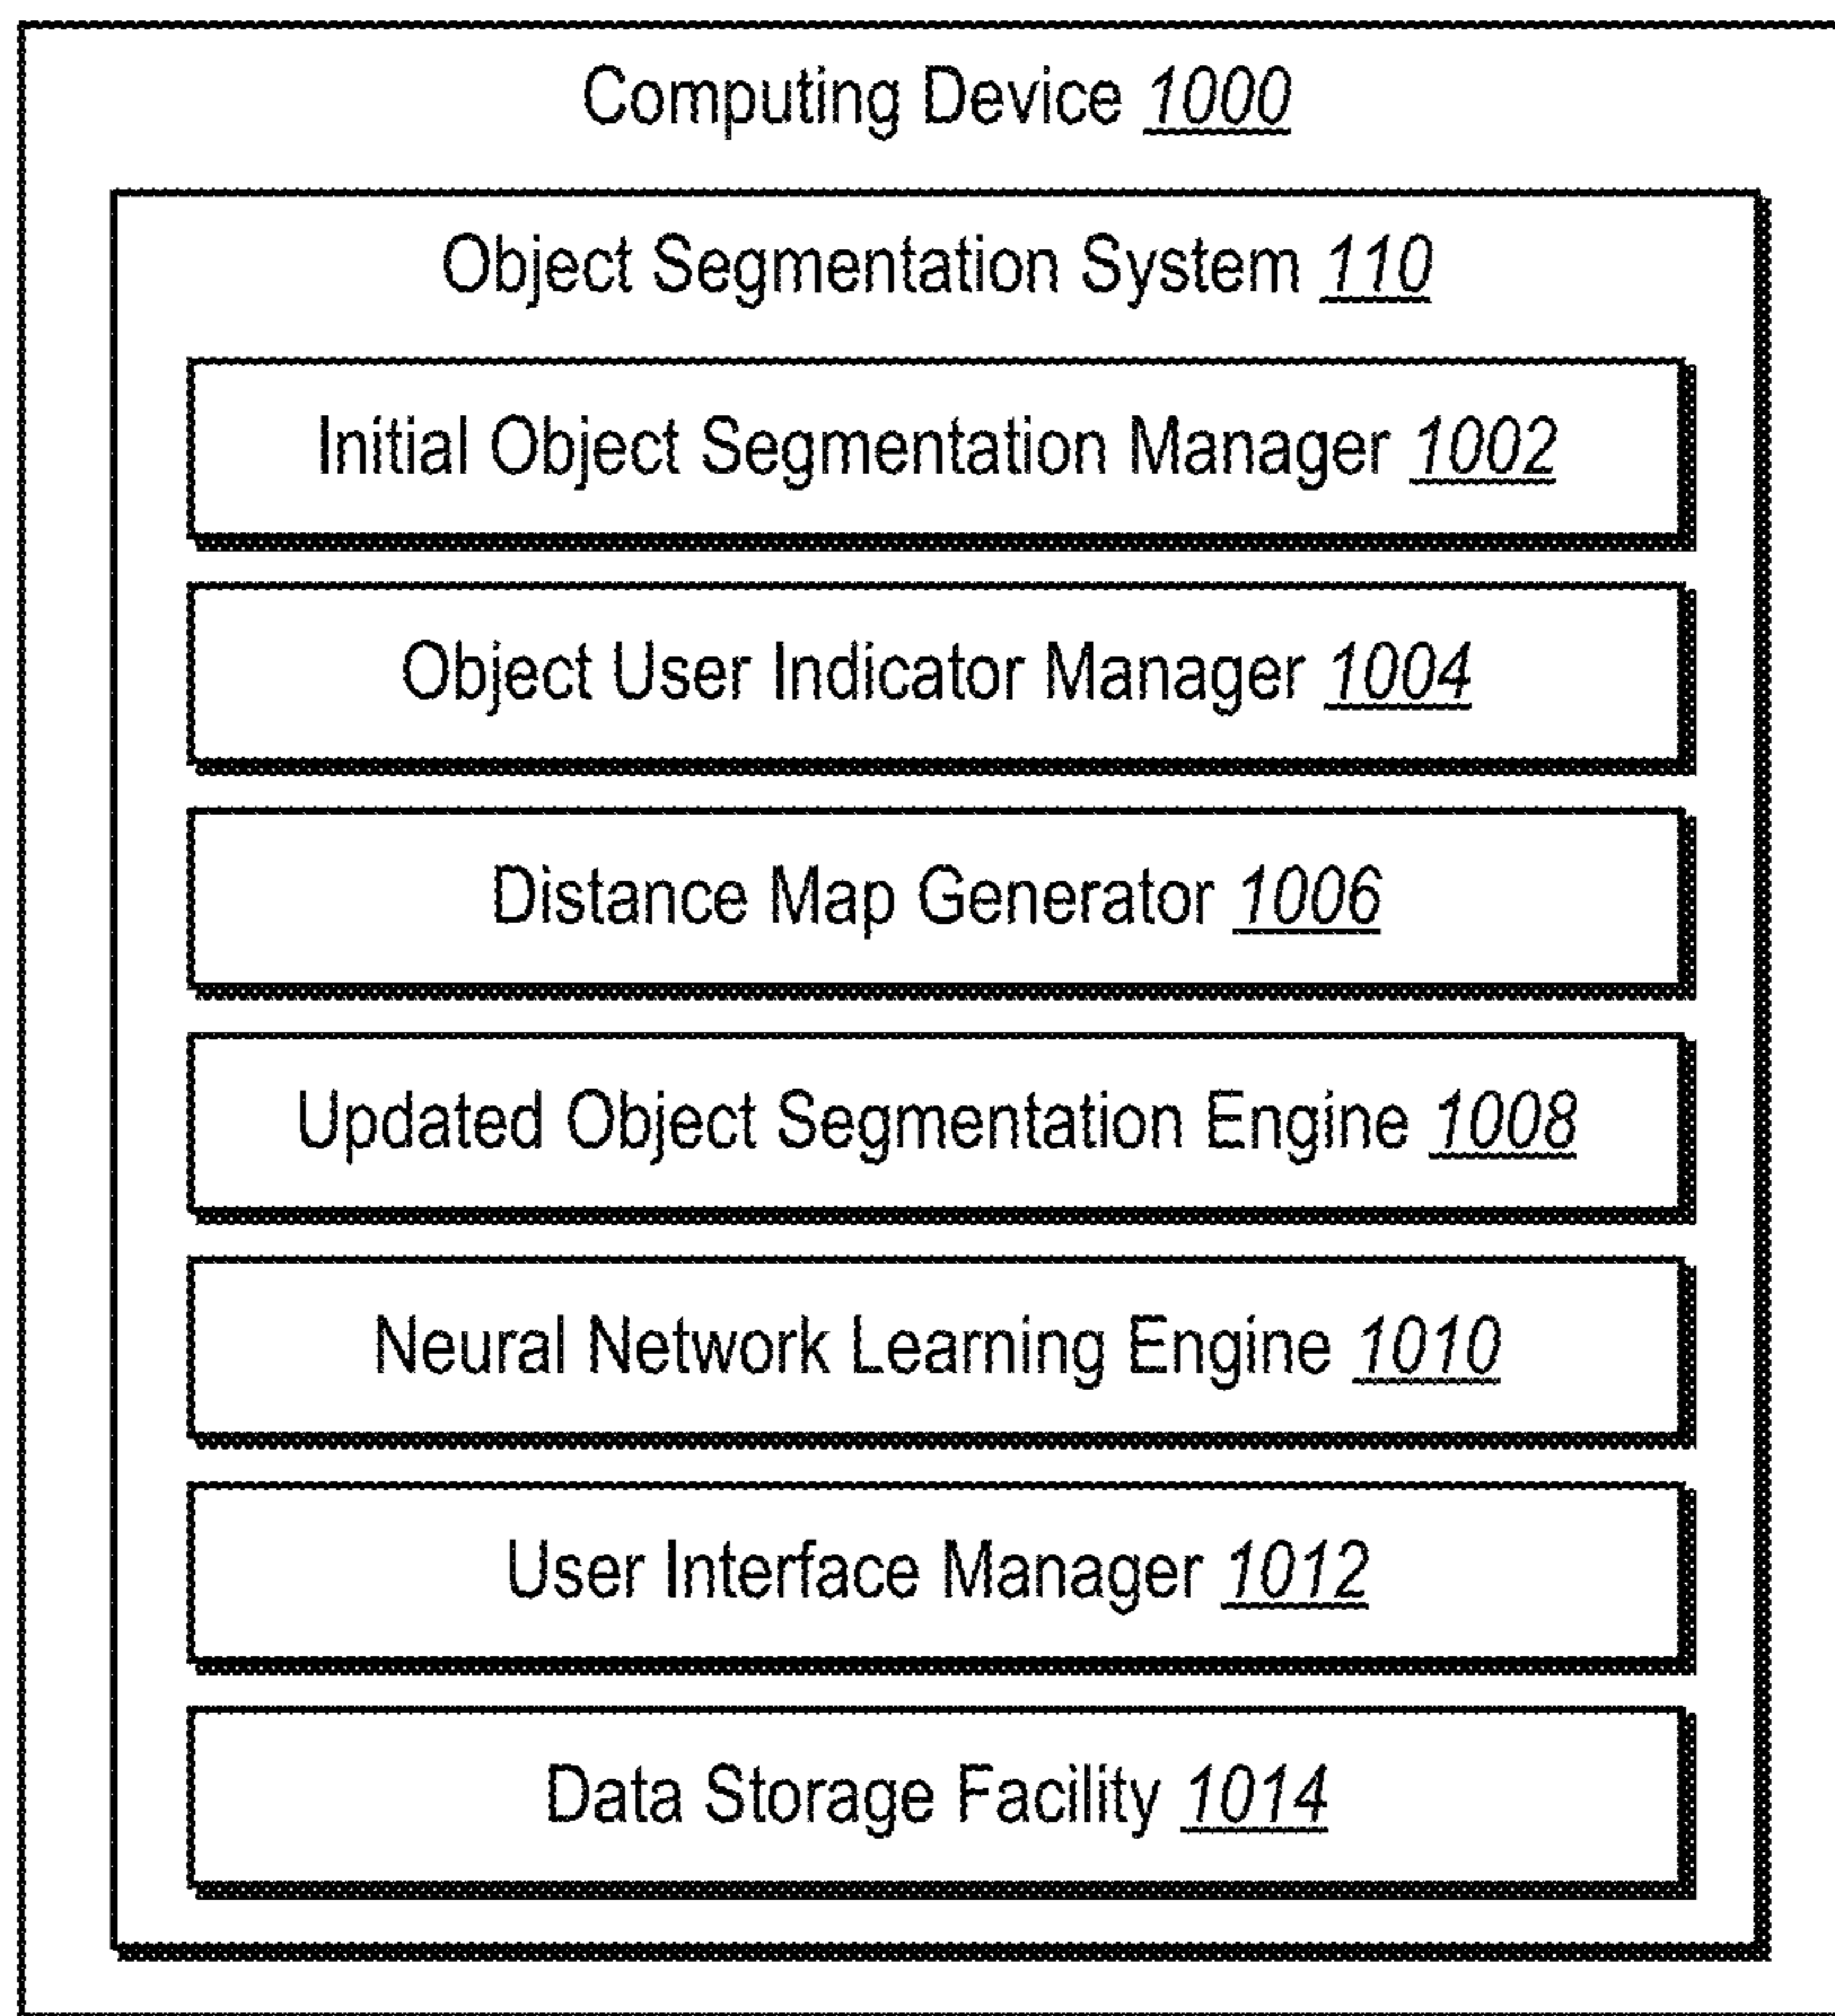 Computing Device 1000
Object Segmentation System 110
Initial Object Segmentation Manager 1002
Object User Indicator Manager 1004
Distance Map Generator 1006
Updated Object Segmentation Engine 1008
Neural Network Learning Engine 1010
User Interface Manager 1012
Data Storage Facility 1014